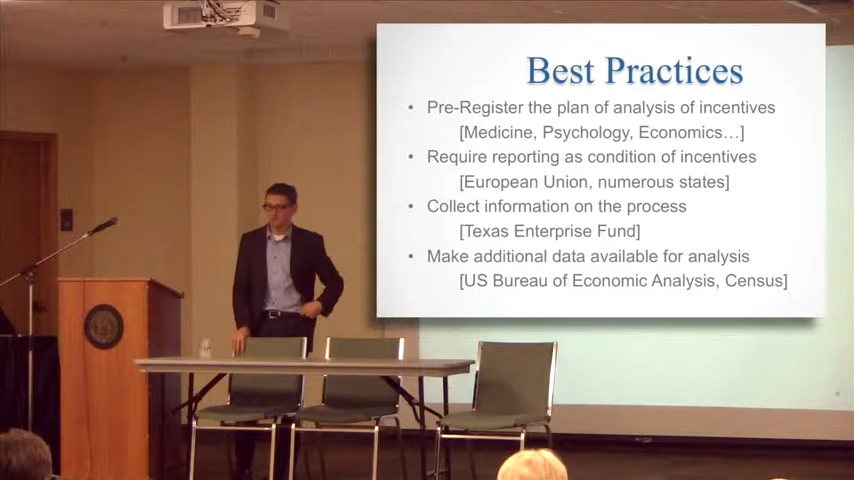 Best Practices
• Pre-Register the plan of analysis of incentives
[Medicine, Psychology, Economics…]
• Require reporting as condition of incentives
[European Union, numerous states]
• Collect information on the process
[Texas Enterprise Fund]
• Make additional data available for analysis
[US Bureau of Economic Analysis, Census]